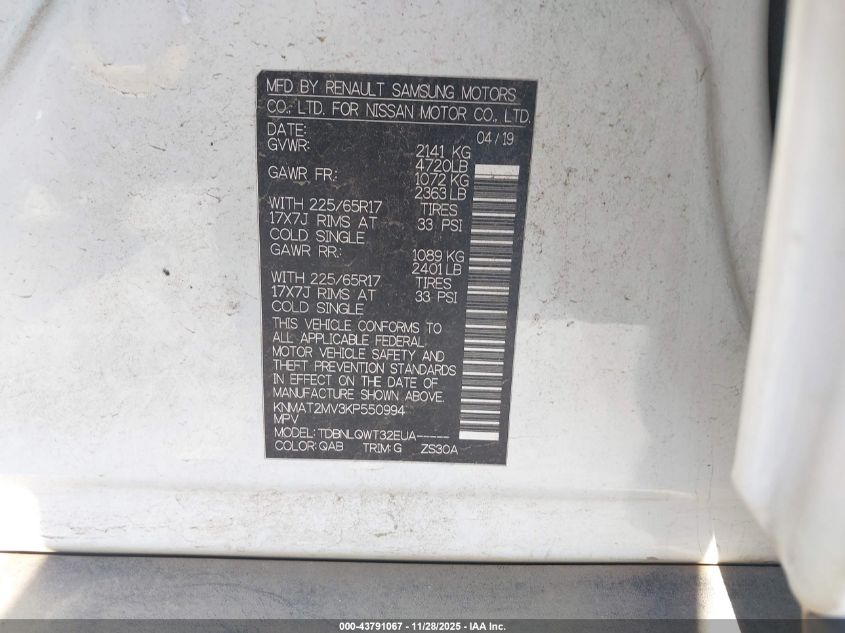 MFD BY RENAULT SAMSUNG MOTORS
CO., LTD. FOR NISSAN MOTOR CO., LTD.
DATE: 04/19
GVWR: 2141 KG
4720LB
GAWR FR: 1072 KG
2363 LB
WITH 225/65R17 TIRES
17X7J RIMS AT 33 PSI
COLD SINGLE
GAWR RR: 1089 KG
2401LB
WITH 225/65R17 TIRES
17X7J RIMS AT 33 PSI
COLD SINGLE
THIS VEHICLE CONFORMS TO
ALL APPLICABLE FEDERAL
MOTOR VEHICLE SAFETY AND
THEFT PREVENTION STANDARDS
IN EFFECT ON THE DATE OF
MANUFACTURE SHOWN ABOVE.
KNMAT2MV3KP550994
MPV
MODEL: TDBNLQWT32EUA-----
COLOR: QAB TRIM: G ZS30A
000-43791067 - 11/28/2025 - IAA Inc.